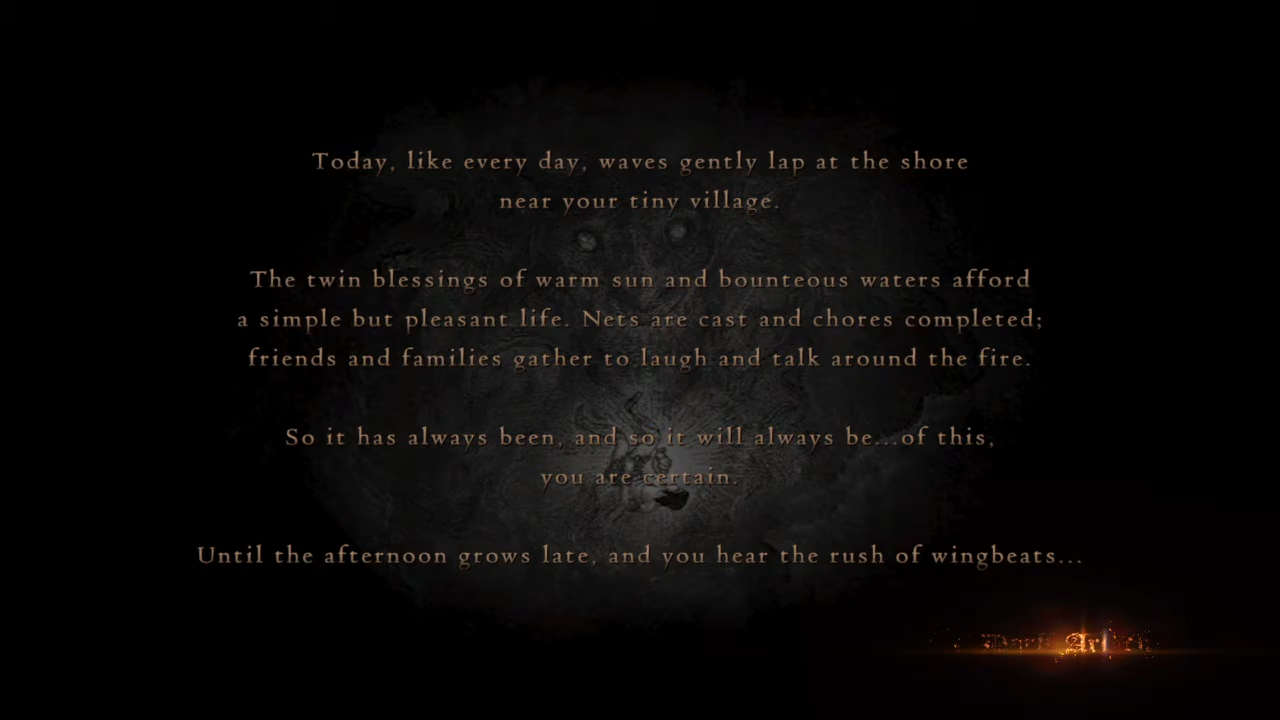 Today, like every day, waves gently lap at the shore
near your tiny village.
The twin blessings of warm sun and bounteous waters afford
a simple but pleasant life. Nets are cast and chores completed;
friends and families gather to laugh and talk around the fire.
So it has always been, and so it will always be...of this,
you are certain.
Until the afternoon grows late, and you hear the rush of wingbeats...
Dark